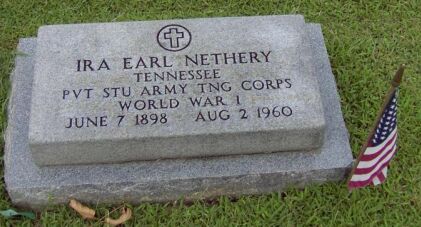 IRA EARL NETHERY
TENNESSEE
PVT STU ARMY TNG CORPS
WORLD WAR I
JUNE 7 1898 AUG 2 1960